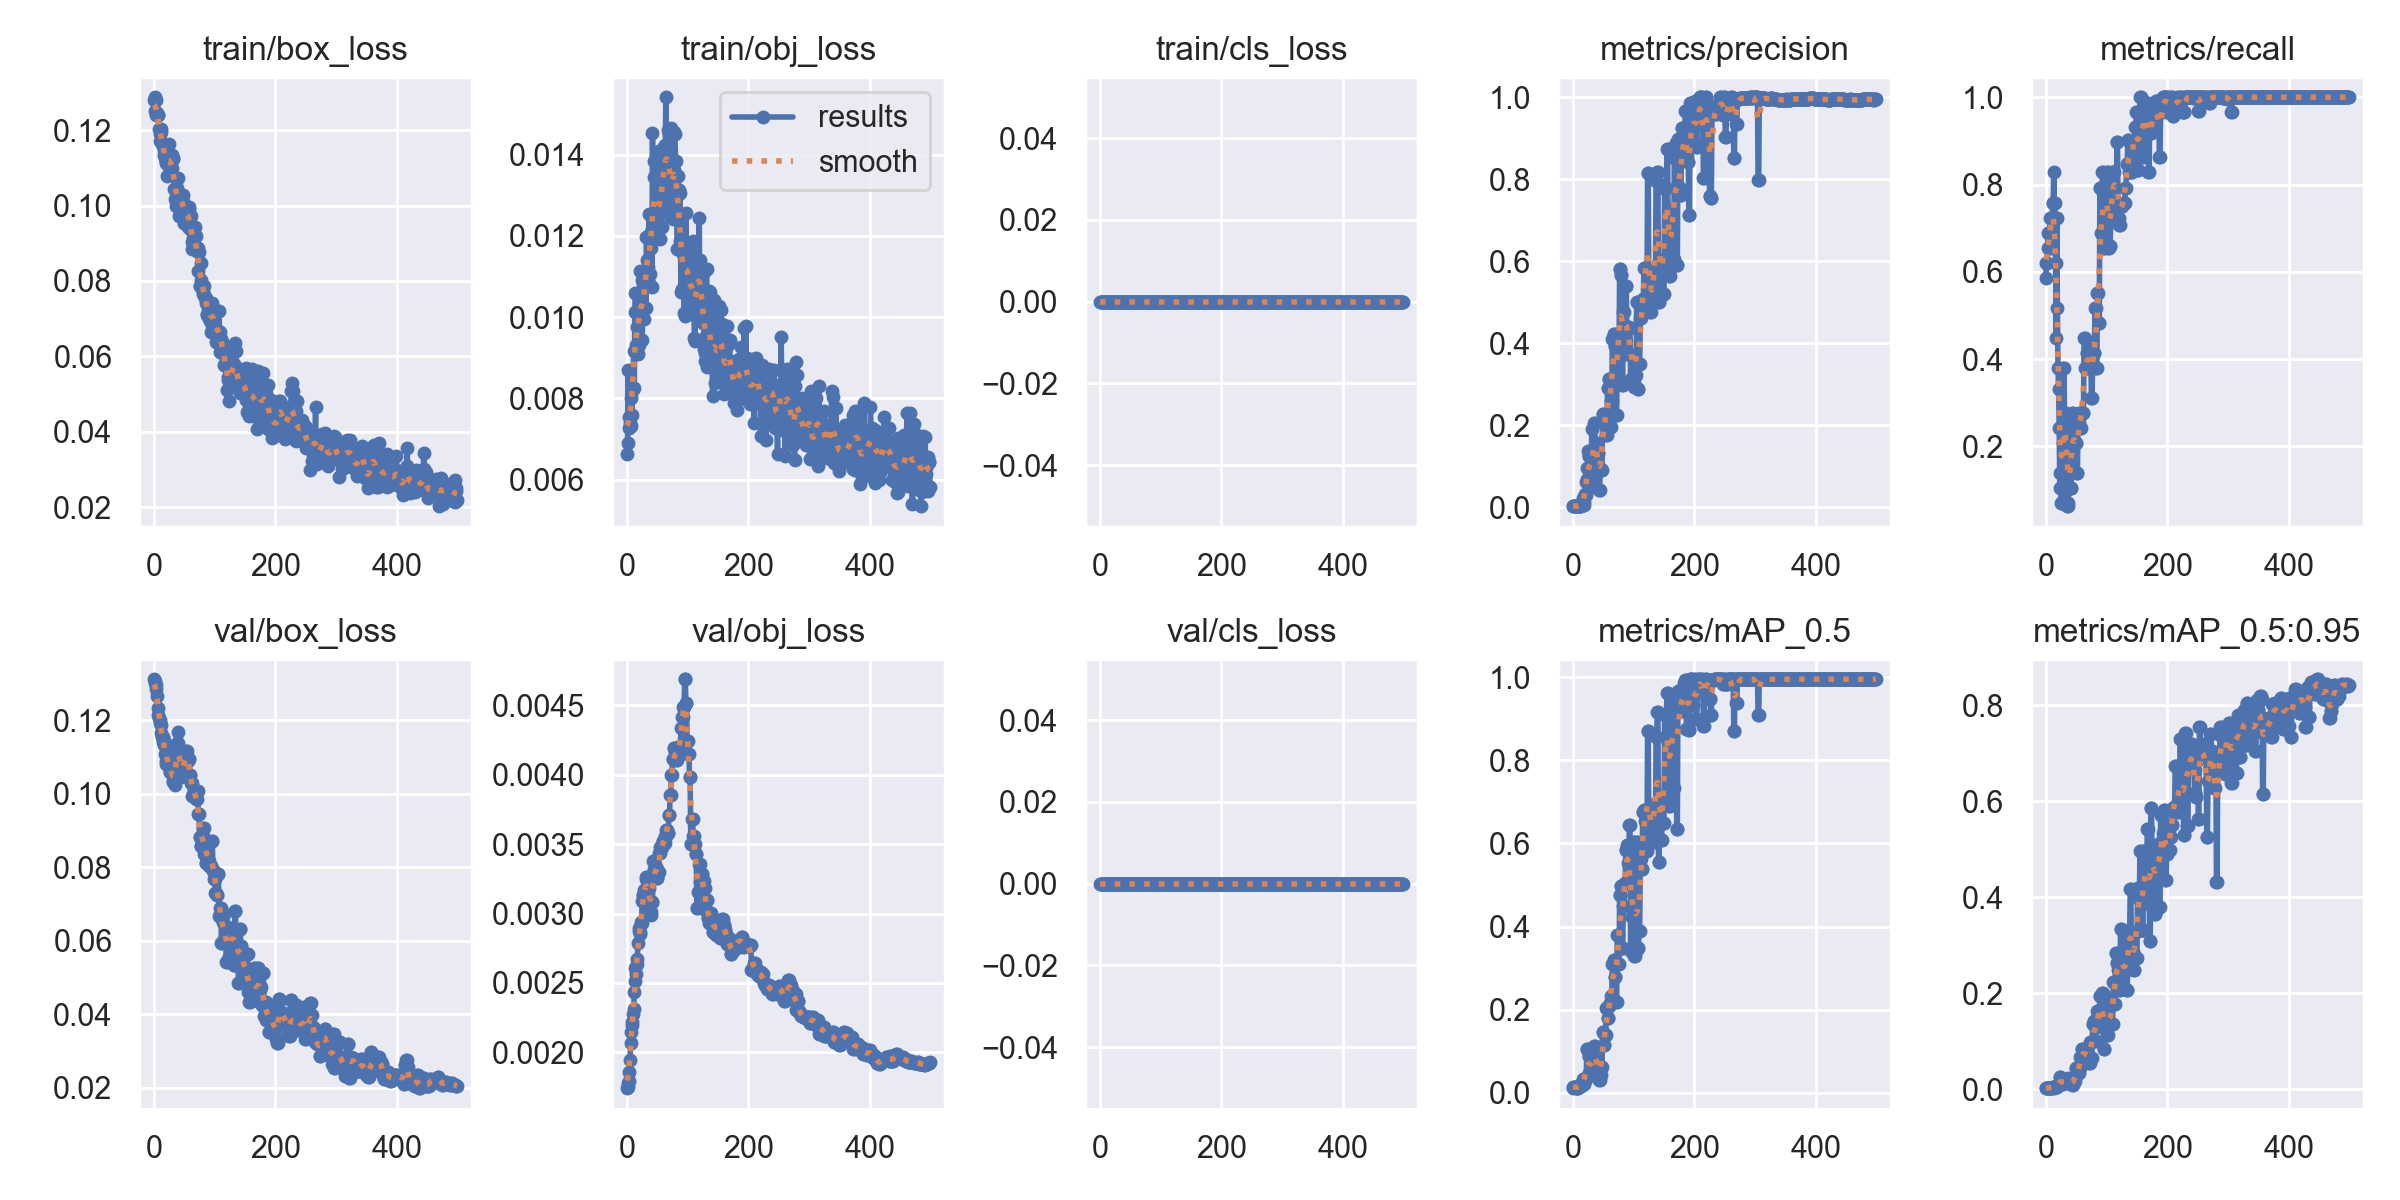 train/box_loss
train/obj_loss
train/cls_loss
metrics/precision
metrics/recall
0.12
0.10
0.08
0.06
0.04
0.02
0 200 400
results
smooth
0.014
0.012
0.010
0.008
0.006
0 200 400
0.04
0.02
0.00
−0.02
−0.04
0 200 400
1.0
0.8
0.6
0.4
0.2
0.0
0 200 400
1.0
0.8
0.6
0.4
0.2
0 200 400
val/box_loss
val/obj_loss
val/cls_loss
metrics/mAP_0.5
metrics/mAP_0.5:0.95
0.12
0.10
0.08
0.06
0.04
0.02
0 200 400
0.0045
0.0040
0.0035
0.0030
0.0025
0.0020
0 200 400
0.04
0.02
0.00
−0.02
−0.04
0 200 400
1.0
0.8
0.6
0.4
0.2
0.0
0 200 400
0.8
0.6
0.4
0.2
0.0
0 200 400